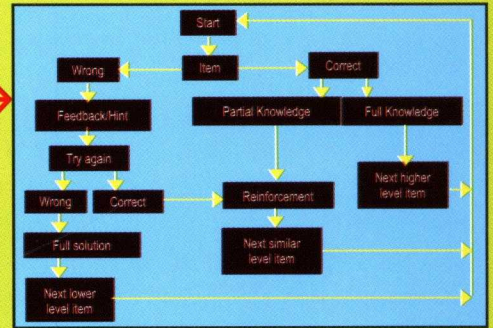 Start
Wrong
Item
Correct
Feedback/Hint
Partial Knowledge
Full Knowledge
Try again
Wrong
Correct
Reinforcement
Next higher
level item
Full solution
Next similar
level item
Next lower
level item